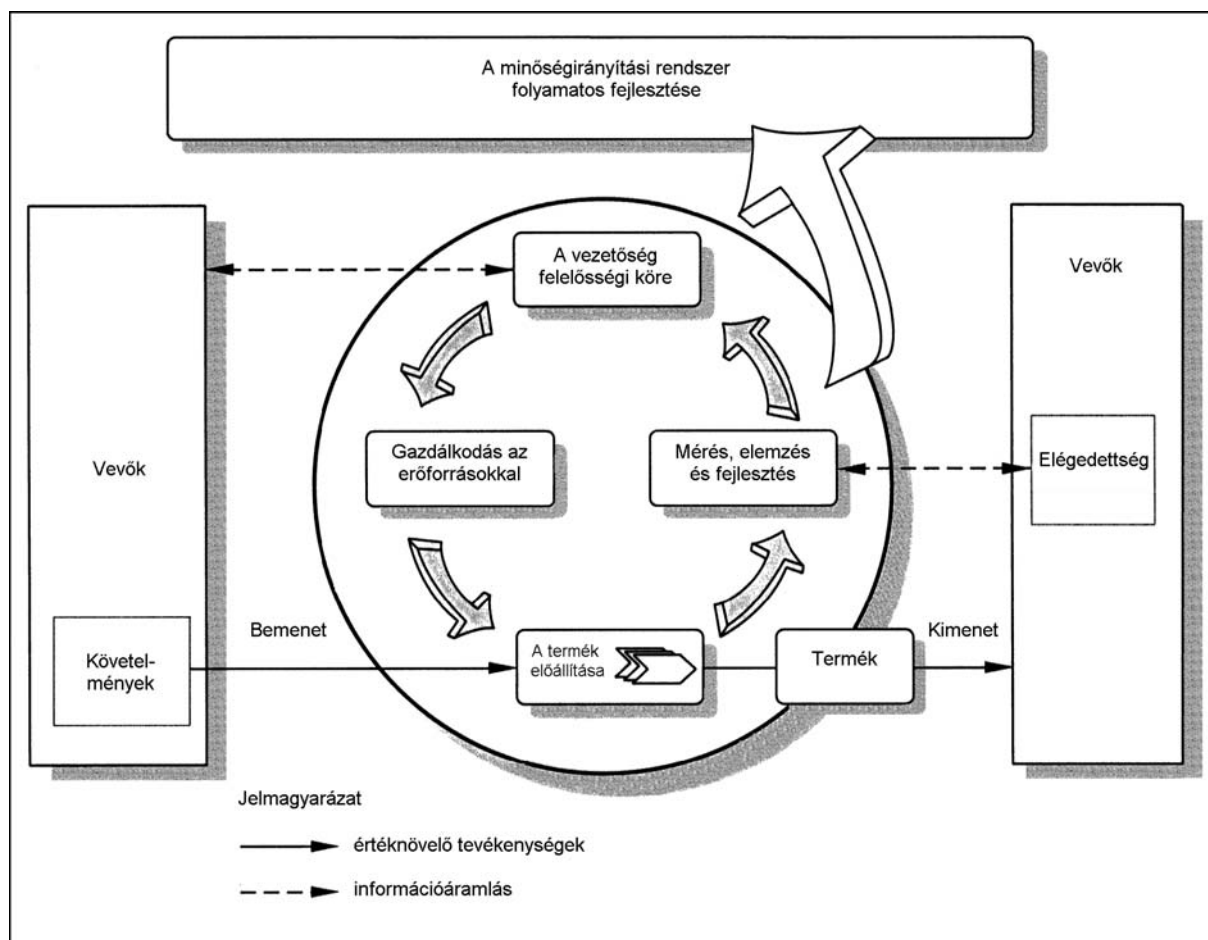 A minőségirányítási rendszer
folyamatos fejlesztése
A vezetőség
felelősségi köre
Vevők
Gazdálkodás az
erőforrásokkal
Mérés, elemzés
és fejlesztés
Elégedettség
Vevők
Bemenet
Kimenet
Követel-
mények
A termék
előállítása
Termék
Jelmagyarázat
értéknövelő tevékenységek
információáramlás